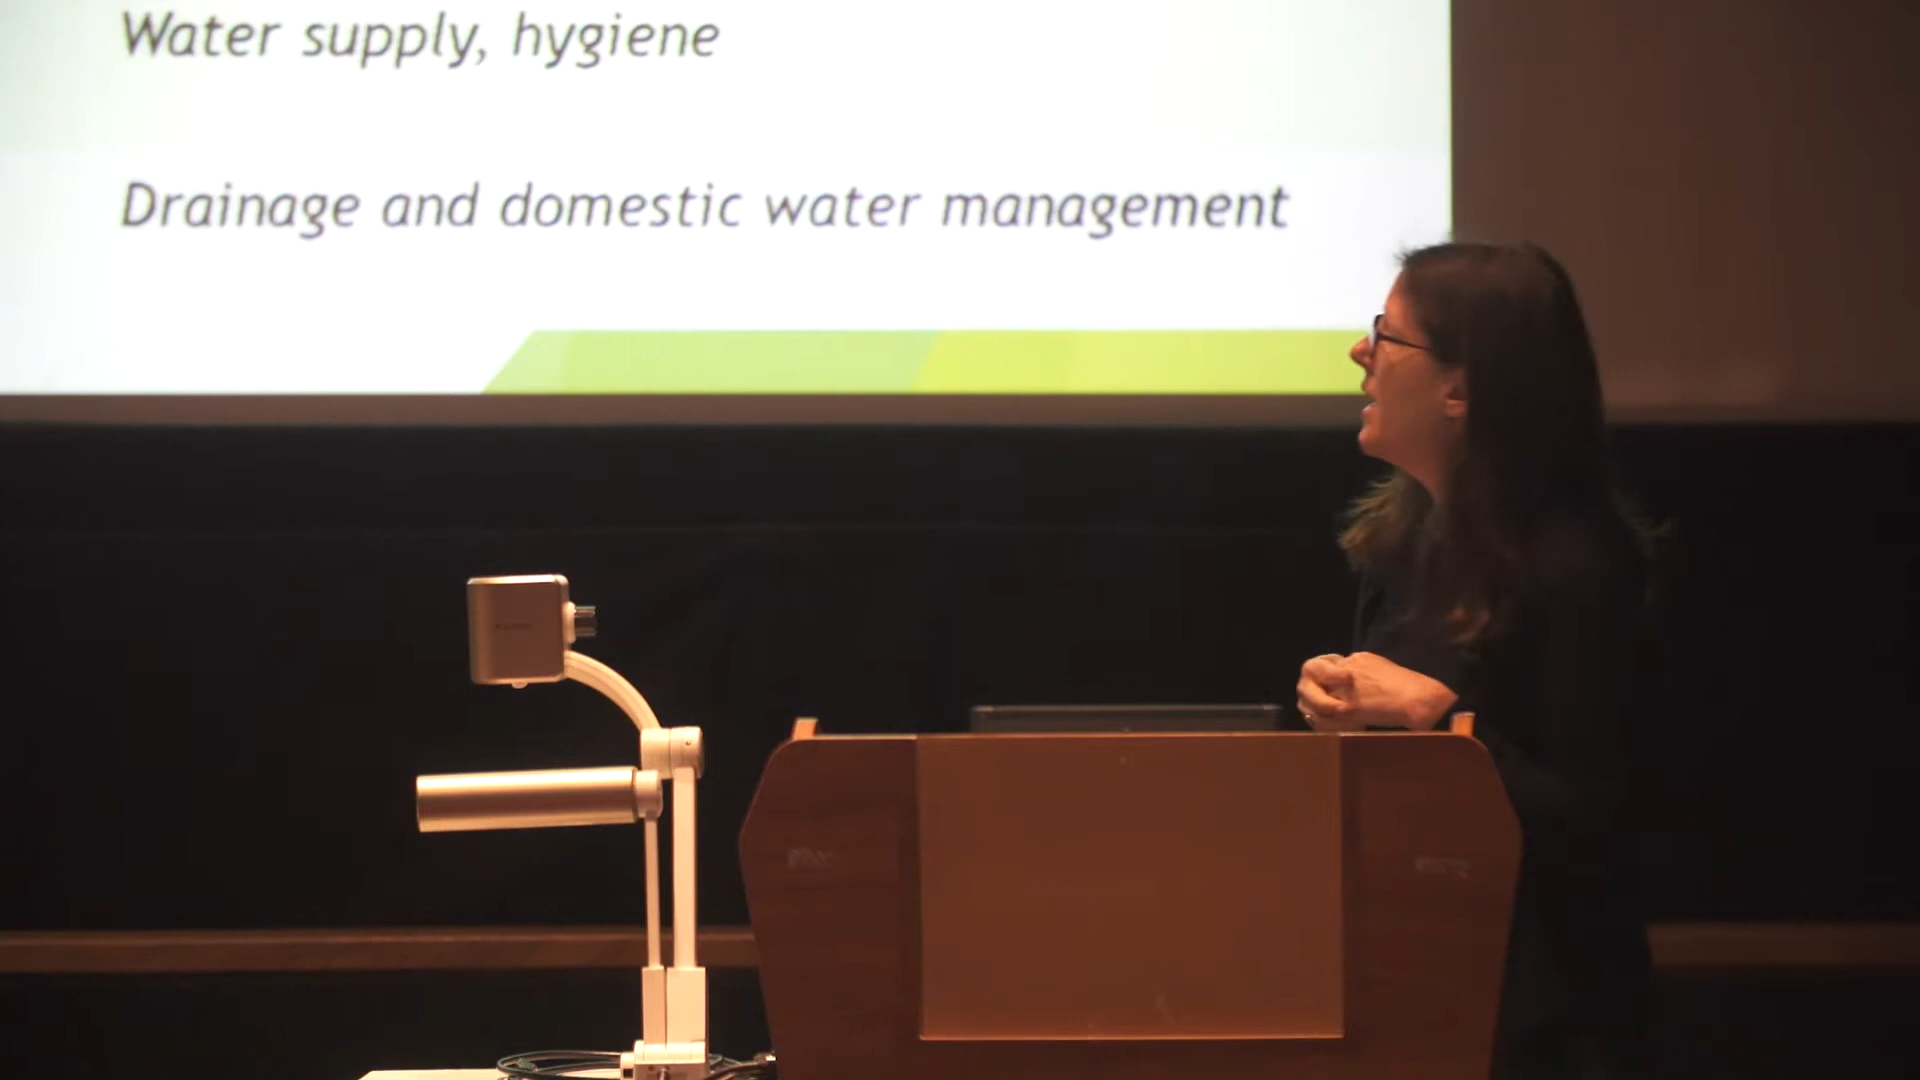 Water supply, hygiene
Drainage and domestic water management